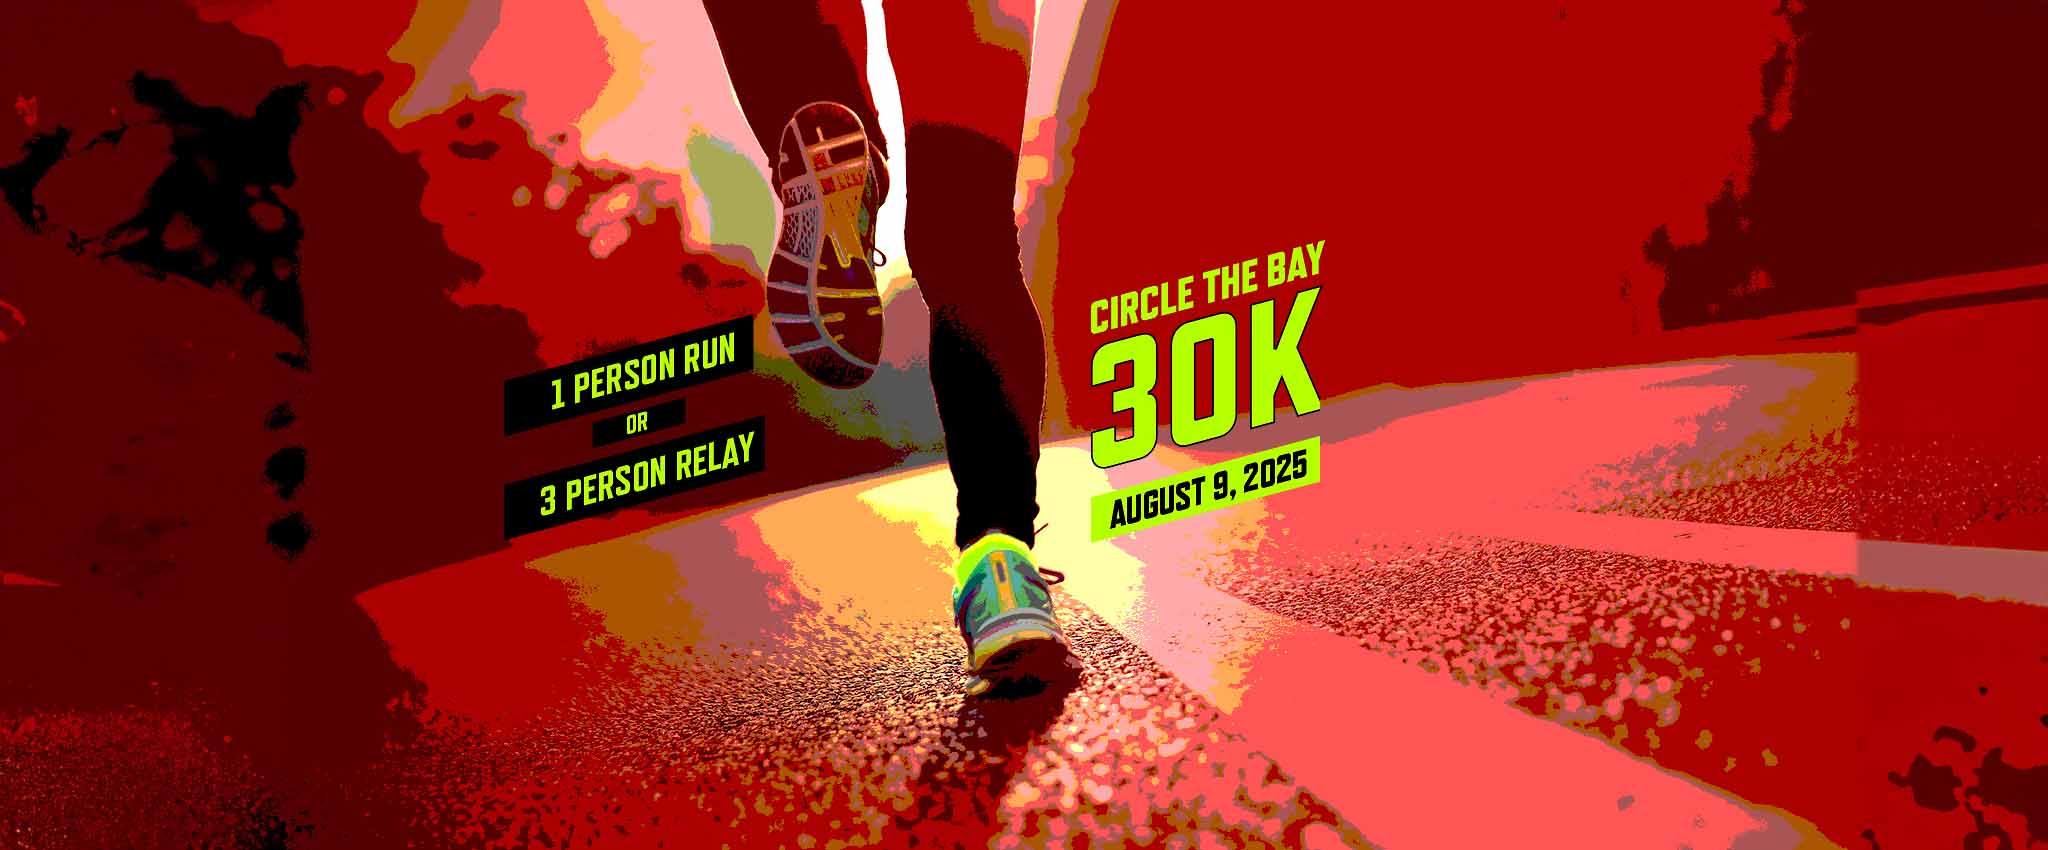 1 PERSON RUN
OR
3 PERSON RELAY
CIRCLE THE BAY
30K
AUGUST 9, 2025